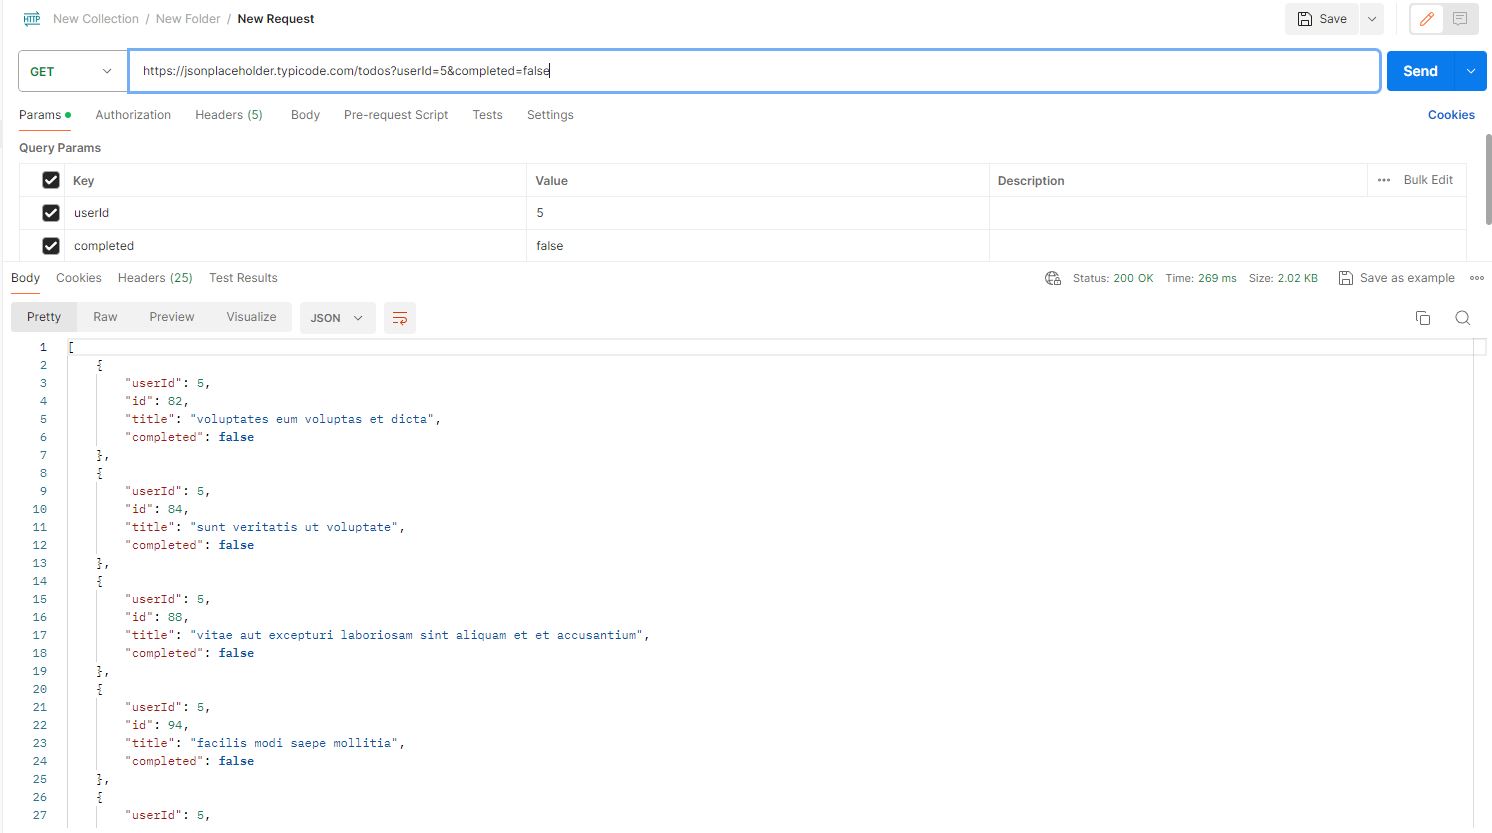 HTTP New Collection / New Folder / New Request Save
GET https://jsonplaceholder.typicode.com/todos?userId=5&completed=false Send
Params Authorization Headers (5) Body Pre-request Script Tests Settings Cookies
Query Params
Key Value Description ••• Bulk Edit
userId 5
completed false
Body Cookies Headers (25) Test Results Status: 200 OK Time: 269 ms Size: 2.02 KB Save as example
Pretty Raw Preview Visualize JSON
1 [
2 {
3 "userId": 5,
4 "id": 82,
5 "title": "voluptates eum voluptas et dicta",
6 "completed": false
7 },
8 {
9 "userId": 5,
10 "id": 84,
11 "title": "sunt veritatis ut voluptate",
12 "completed": false
13 },
14 {
15 "userId": 5,
16 "id": 88,
17 "title": "vitae aut excepturi laboriosam sint aliquam et et accusantium",
18 "completed": false
19 },
20 {
21 "userId": 5,
22 "id": 94,
23 "title": "facilis modi saepe mollitia",
24 "completed": false
25 },
26 {
27 "userId": 5,